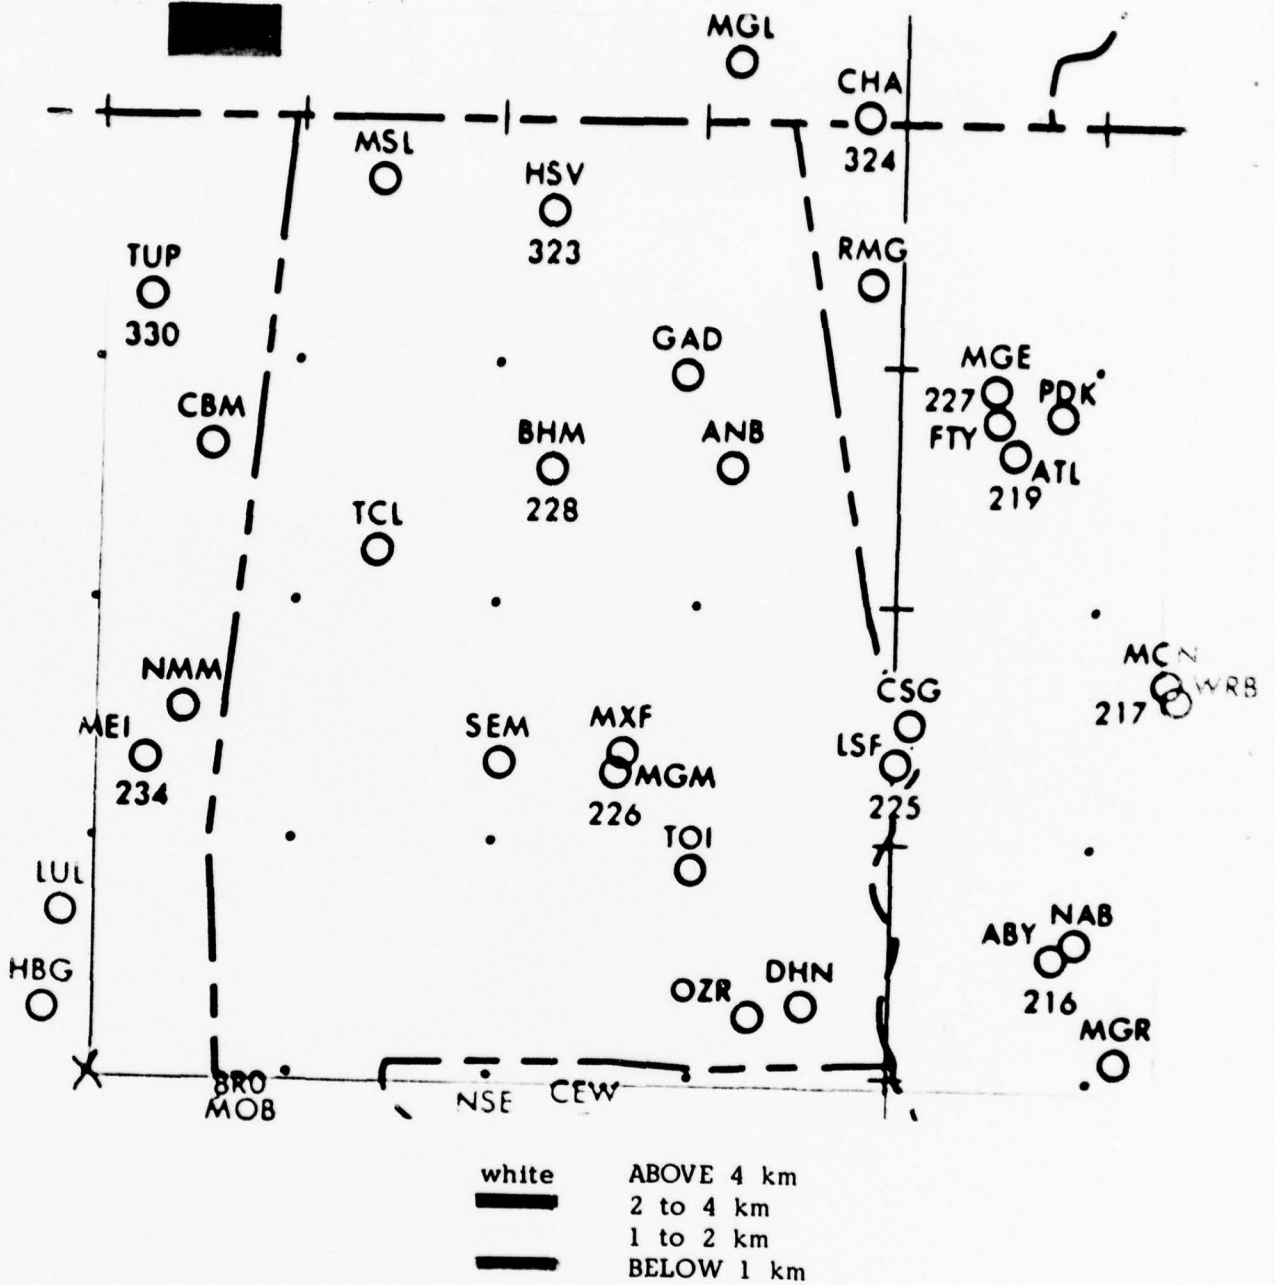 MGL
CHA
324
MSL
HSV
323
TUP
330
RMG
GAD
MGE
227
PDK
FTY
ATL
219
CBM
BHM
228
ANB
TCL
NMM
MEI
234
SEM
MXF
MGM
226
CSG
LSF
225
MCN
WRB
217
TOI
LUL
HBG
OZR
DHN
ABY
NAB
216
MGR
BRO
MOB
NSE
CEW
white ABOVE 4 km
2 to 4 km
1 to 2 km
BELOW 1 km